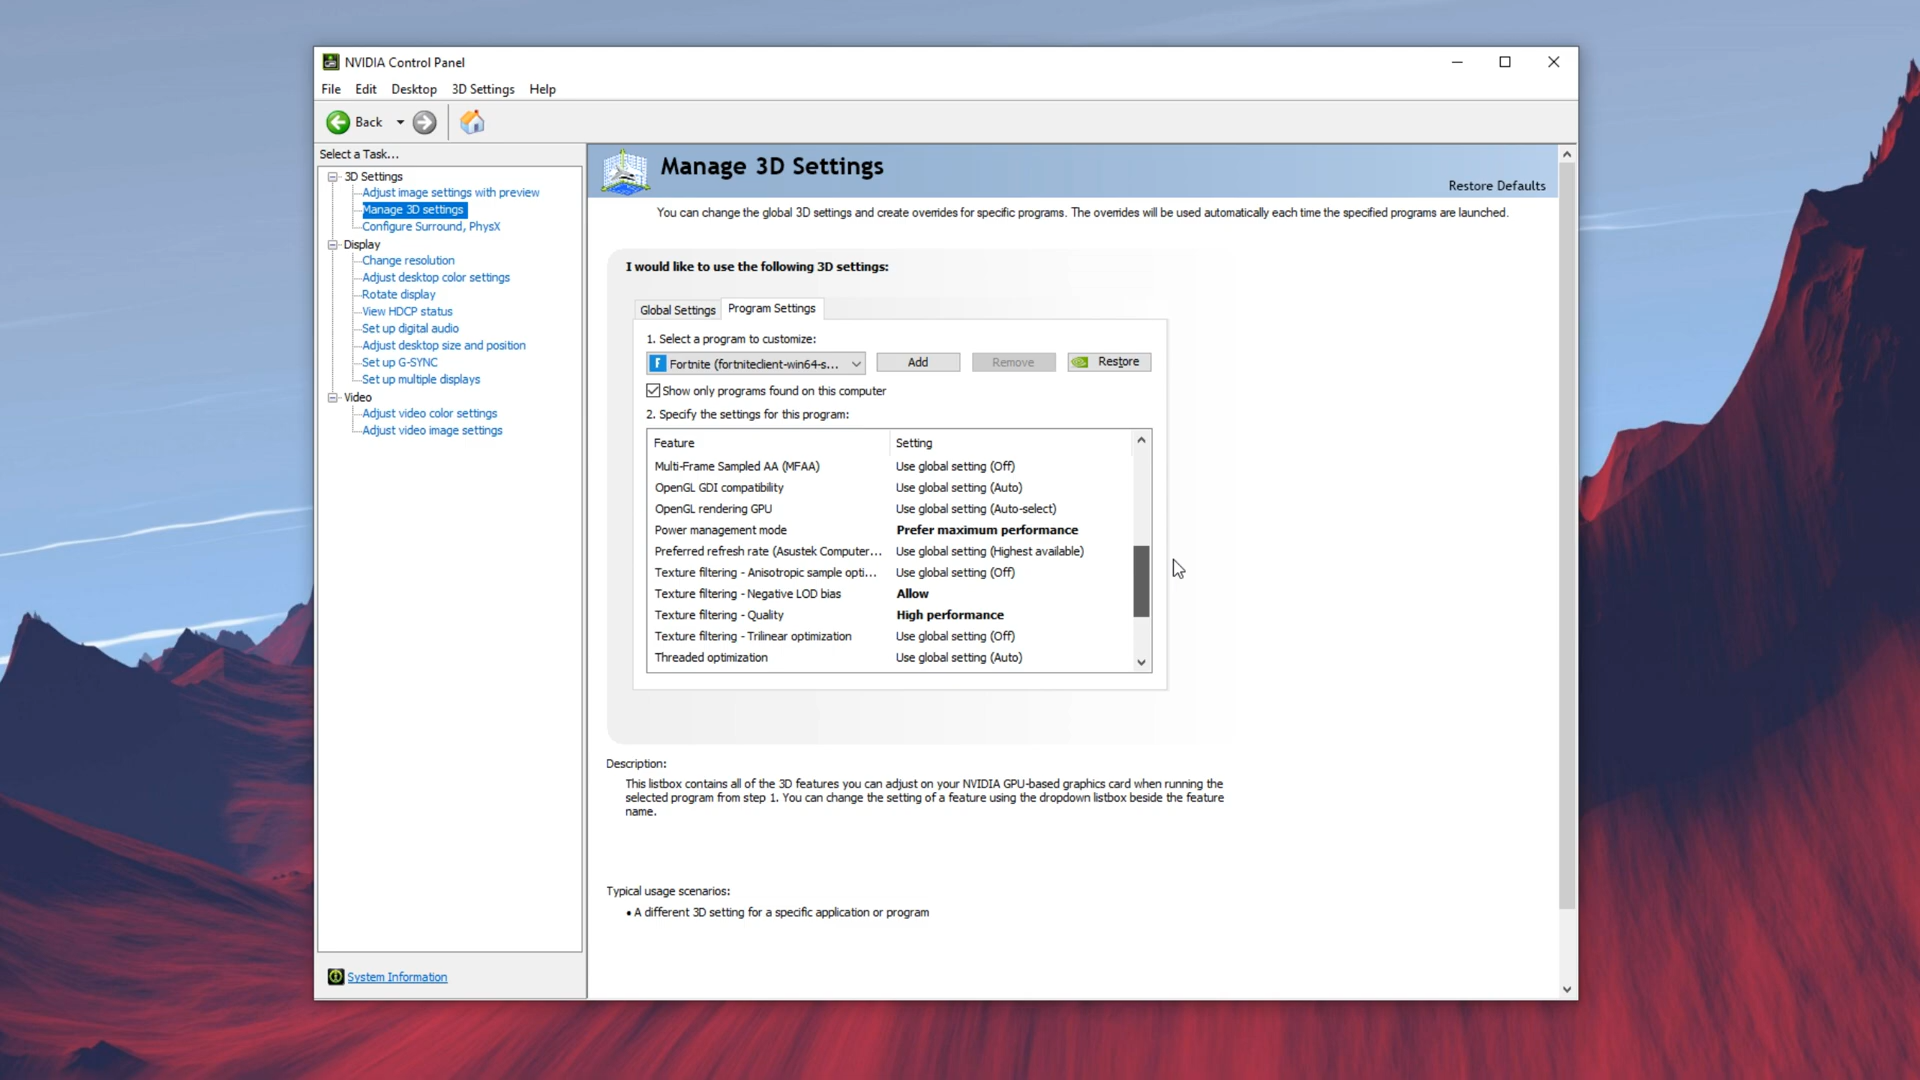 NVIDIA Control Panel
File Edit Desktop 3D Settings Help
Back
Select a Task...
3D Settings
Adjust image settings with preview
Manage 3D settings
Configure Surround, PhysX
Display
Change resolution
Adjust desktop color settings
Rotate display
View HDCP status
Set up digital audio
Adjust desktop size and position
Set up G-SYNC
Set up multiple displays
Video
Adjust video color settings
Adjust video image settings
System Information
Manage 3D Settings
Restore Defaults
You can change the global 3D settings and create overrides for specific programs. The overrides will be used automatically each time the specified programs are launched.
I would like to use the following 3D settings:
Global Settings Program Settings
1. Select a program to customize:
F Fortnite (fortniteclient-win64-s... Add Remove Restore
Show only programs found on this computer
2. Specify the settings for this program:
Feature Setting
Multi-Frame Sampled AA (MFAA) Use global setting (Off)
OpenGL GDI compatibility Use global setting (Auto)
OpenGL rendering GPU Use global setting (Auto-select)
Power management mode Prefer maximum performance
Preferred refresh rate (Asustek Computer... Use global setting (Highest available)
Texture filtering - Anisotropic sample opti... Use global setting (Off)
Texture filtering - Negative LOD bias Allow
Texture filtering - Quality High performance
Texture filtering - Trilinear optimization Use global setting (Off)
Threaded optimization Use global setting (Auto)
Description:
This listbox contains all of the 3D features you can adjust on your NVIDIA GPU-based graphics card when running the
selected program from step 1. You can change the setting of a feature using the dropdown listbox beside the feature
name.
Typical usage scenarios:
• A different 3D setting for a specific application or program